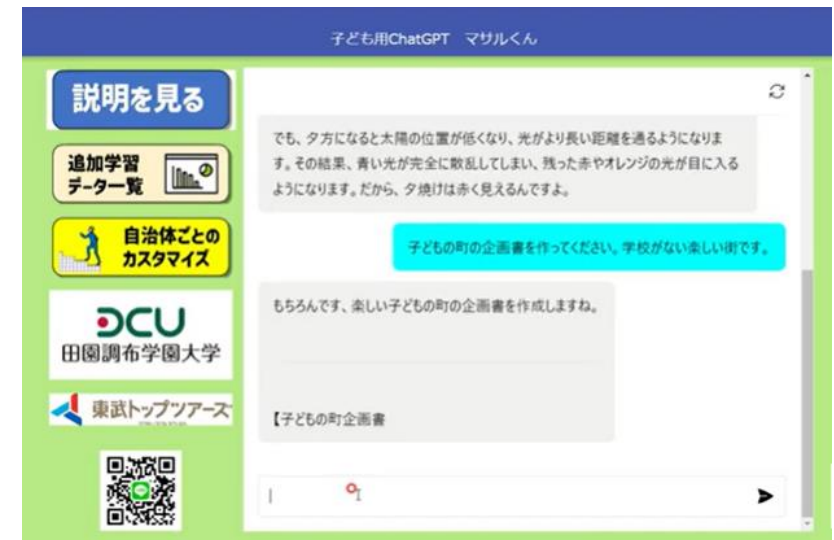 子ども用ChatGPT マサルくん
説明を見る
追加学習
データ一覧
自治体ごとの
カスタマイズ
DCU
田園調布学園大学
東武トップツアーズ
でも、夕方になると太陽の位置が低くなり、光がより長い距離を通るようになりま
す。その結果、青い光が完全に散乱してしまい、残った赤やオレンジの光が目に入る
ようになります。だから、夕焼けは赤く見えるんですよ。
子どもの町の企画書を作ってください。学校がない楽しい街です。
もちろんです、楽しい子どもの町の企画書を作成しますね。
【子どもの町企画書